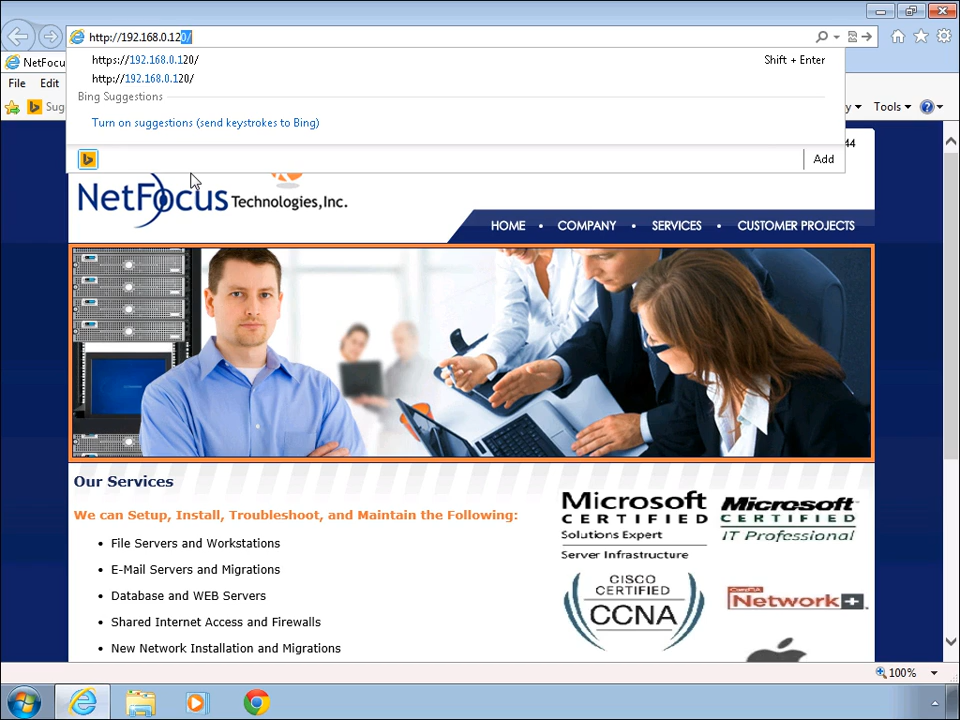 http://192.168.0.120/
https://192.168.0.120/ Shift + Enter
http://192.168.0.120/
Bing Suggestions
Turn on suggestions (send keystrokes to Bing)
Add
NetFocu
File Edit
Sug
y Tools
44
NetFocus Technologies,Inc.
HOME • COMPANY • SERVICES • CUSTOMER PROJECTS
Our Services
We can Setup, Install, Troubleshoot, and Maintain the Following:
• File Servers and Workstations
• E-Mail Servers and Migrations
• Database and WEB Servers
• Shared Internet Access and Firewalls
• New Network Installation and Migrations
Microsoft
CERTIFIED
Solutions Expert
Server Infrastructure
Microsoft
CERTIFIED
IT Professional
CISCO
CERTIFIED
CCNA
CompTIA
Network+
100%